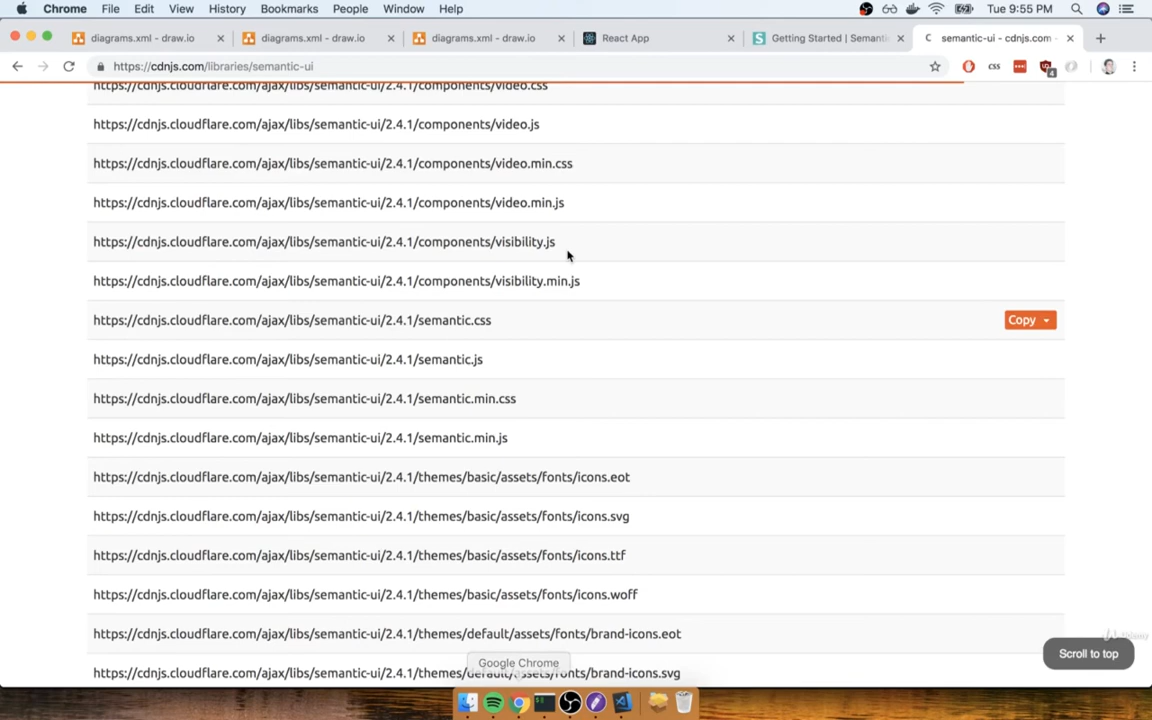 Chrome File Edit View History Bookmarks People Window Help Tue 9:55 PM
diagrams.xml - draw.io diagrams.xml - draw.io diagrams.xml - draw.io React App Getting Started | Semanti semantic-ui - cdnjs.com
https://cdnjs.com/libraries/semantic-ui CSS 4
https://cdnjs.cloudflare.com/ajax/libs/semantic-ui/2.4.1/components/video.css
https://cdnjs.cloudflare.com/ajax/libs/semantic-ui/2.4.1/components/video.js
https://cdnjs.cloudflare.com/ajax/libs/semantic-ui/2.4.1/components/video.min.css
https://cdnjs.cloudflare.com/ajax/libs/semantic-ui/2.4.1/components/video.min.js
https://cdnjs.cloudflare.com/ajax/libs/semantic-ui/2.4.1/components/visibility.js
https://cdnjs.cloudflare.com/ajax/libs/semantic-ui/2.4.1/components/visibility.min.js
https://cdnjs.cloudflare.com/ajax/libs/semantic-ui/2.4.1/semantic.css Copy
https://cdnjs.cloudflare.com/ajax/libs/semantic-ui/2.4.1/semantic.js
https://cdnjs.cloudflare.com/ajax/libs/semantic-ui/2.4.1/semantic.min.css
https://cdnjs.cloudflare.com/ajax/libs/semantic-ui/2.4.1/semantic.min.js
https://cdnjs.cloudflare.com/ajax/libs/semantic-ui/2.4.1/themes/basic/assets/fonts/icons.eot
https://cdnjs.cloudflare.com/ajax/libs/semantic-ui/2.4.1/themes/basic/assets/fonts/icons.svg
https://cdnjs.cloudflare.com/ajax/libs/semantic-ui/2.4.1/themes/basic/assets/fonts/icons.ttf
https://cdnjs.cloudflare.com/ajax/libs/semantic-ui/2.4.1/themes/basic/assets/fonts/icons.woff
https://cdnjs.cloudflare.com/ajax/libs/semantic-ui/2.4.1/themes/default/assets/fonts/brand-icons.eot
Udemy
Scroll to top
Google Chrome
https://cdnjs.cloudflare.com/ajax/libs/semantic-ui/2.4.1/themes/default/assets/fonts/brand-icons.svg